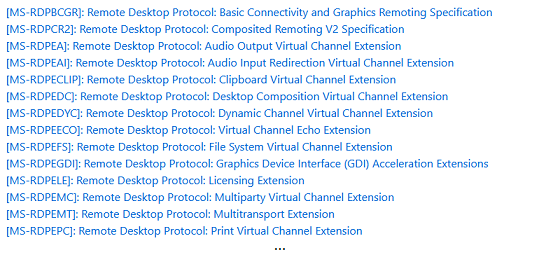 [MS-RDPBCGR]: Remote Desktop Protocol: Basic Connectivity and Graphics Remoting Specification
[MS-RDPCR2]: Remote Desktop Protocol: Composited Remoting V2 Specification
[MS-RDPEA]: Remote Desktop Protocol: Audio Output Virtual Channel Extension
[MS-RDPEAI]: Remote Desktop Protocol: Audio Input Redirection Virtual Channel Extension
[MS-RDPECLIP]: Remote Desktop Protocol: Clipboard Virtual Channel Extension
[MS-RDPEDC]: Remote Desktop Protocol: Desktop Composition Virtual Channel Extension
[MS-RDPEDYC]: Remote Desktop Protocol: Dynamic Channel Virtual Channel Extension
[MS-RDPEECO]: Remote Desktop Protocol: Virtual Channel Echo Extension
[MS-RDPEFS]: Remote Desktop Protocol: File System Virtual Channel Extension
[MS-RDPEGDI]: Remote Desktop Protocol: Graphics Device Interface (GDI) Acceleration Extensions
[MS-RDPELE]: Remote Desktop Protocol: Licensing Extension
[MS-RDPEMC]: Remote Desktop Protocol: Multiparty Virtual Channel Extension
[MS-RDPEMT]: Remote Desktop Protocol: Multitransport Extension
[MS-RDPEPC]: Remote Desktop Protocol: Print Virtual Channel Extension
...